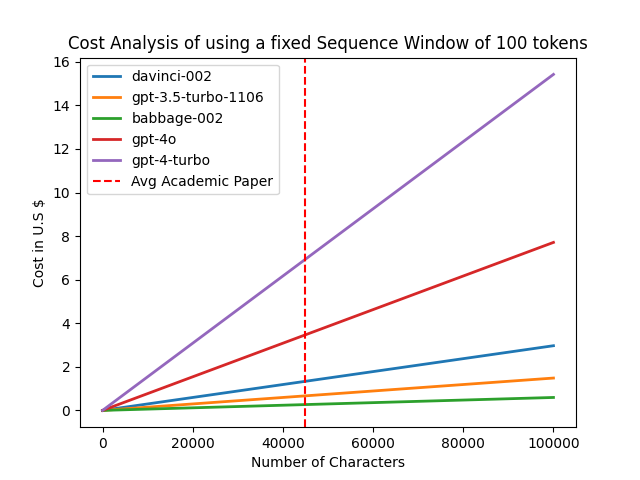 Cost Analysis of using a fixed Sequence Window of 100 tokens
davinci-002
gpt-3.5-turbo-1106
babbage-002
gpt-4o
gpt-4-turbo
Avg Academic Paper
16
14
12
10
8
6
4
2
0
Cost in U.S $
0 20000 40000 60000 80000 100000
Number of Characters